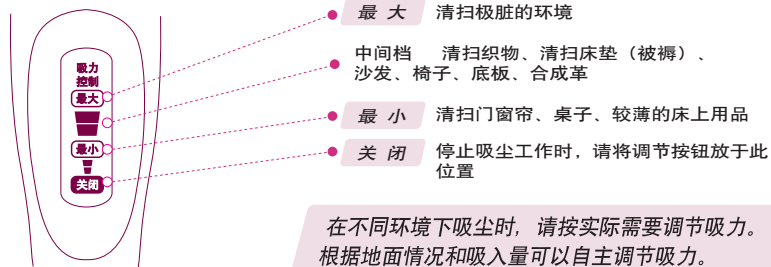 吸力
控制
最大
最小
关闭
最 大 清扫极脏的环境
中间档 清扫织物、清扫床垫（被褥）、
沙发、椅子、底板、合成革
最 小 清扫门窗帘、桌子、较薄的床上用品
关 闭 停止吸尘工作时，请将调节按钮放于此
位置
在不同环境下吸尘时，请按实际需要调节吸力。
根据地面情况和吸入量可以自主调节吸力。